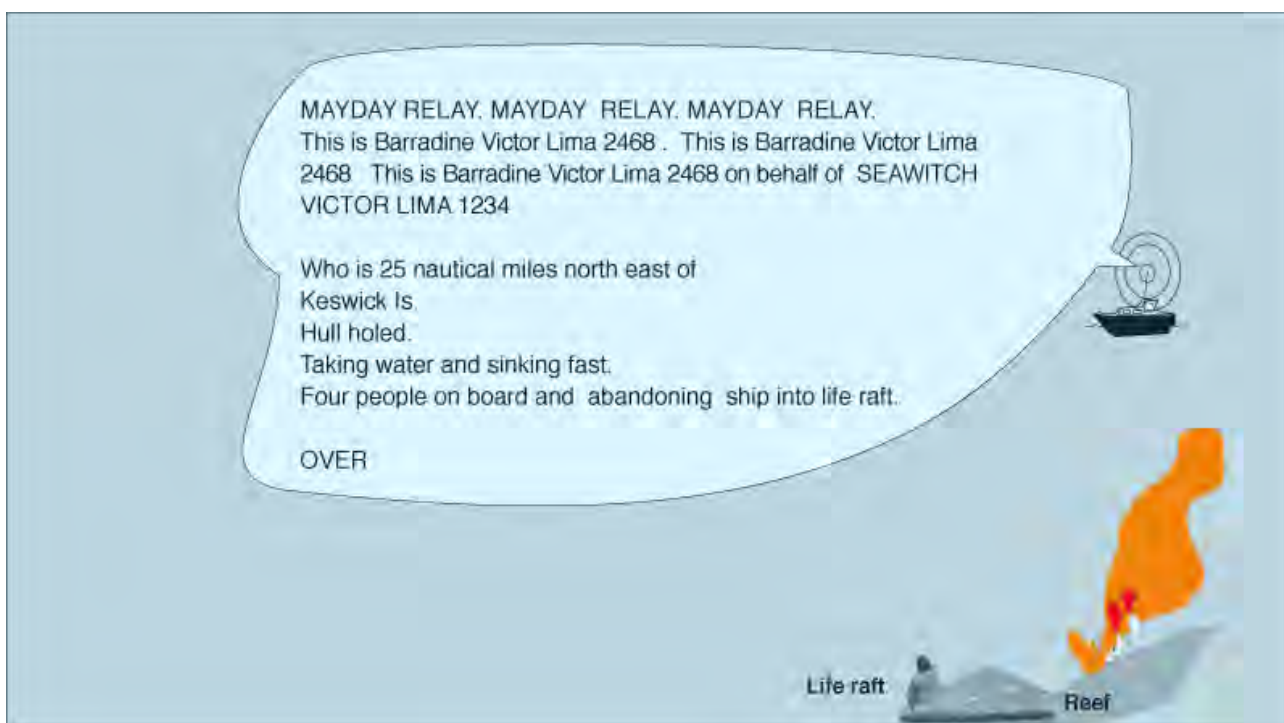 MAYDAY RELAY. MAYDAY RELAY. MAYDAY RELAY.
This is Barradine Victor Lima 2468 . This is Barradine Victor Lima
2468 This is Barradine Victor Lima 2468 on behalf of SEAWITCH
VICTOR LIMA 1234
Who is 25 nautical miles north east of
Keswick Is.
Hull holed.
Taking water and sinking fast.
Four people on board and abandoning ship into life raft.
OVER
Life raft
Reef